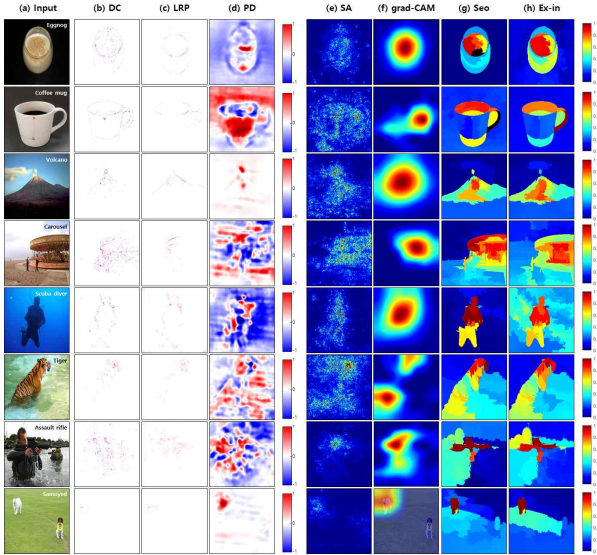 (a) Input (b) DC (c) LRP (d) PD (e) SA (f) grad-CAM (g) Seo (h) Ex-in
Eggnog
Coffee mug
Volcano
Carousel
Scoba diver
Tiger
Assault rifle
Samoyed